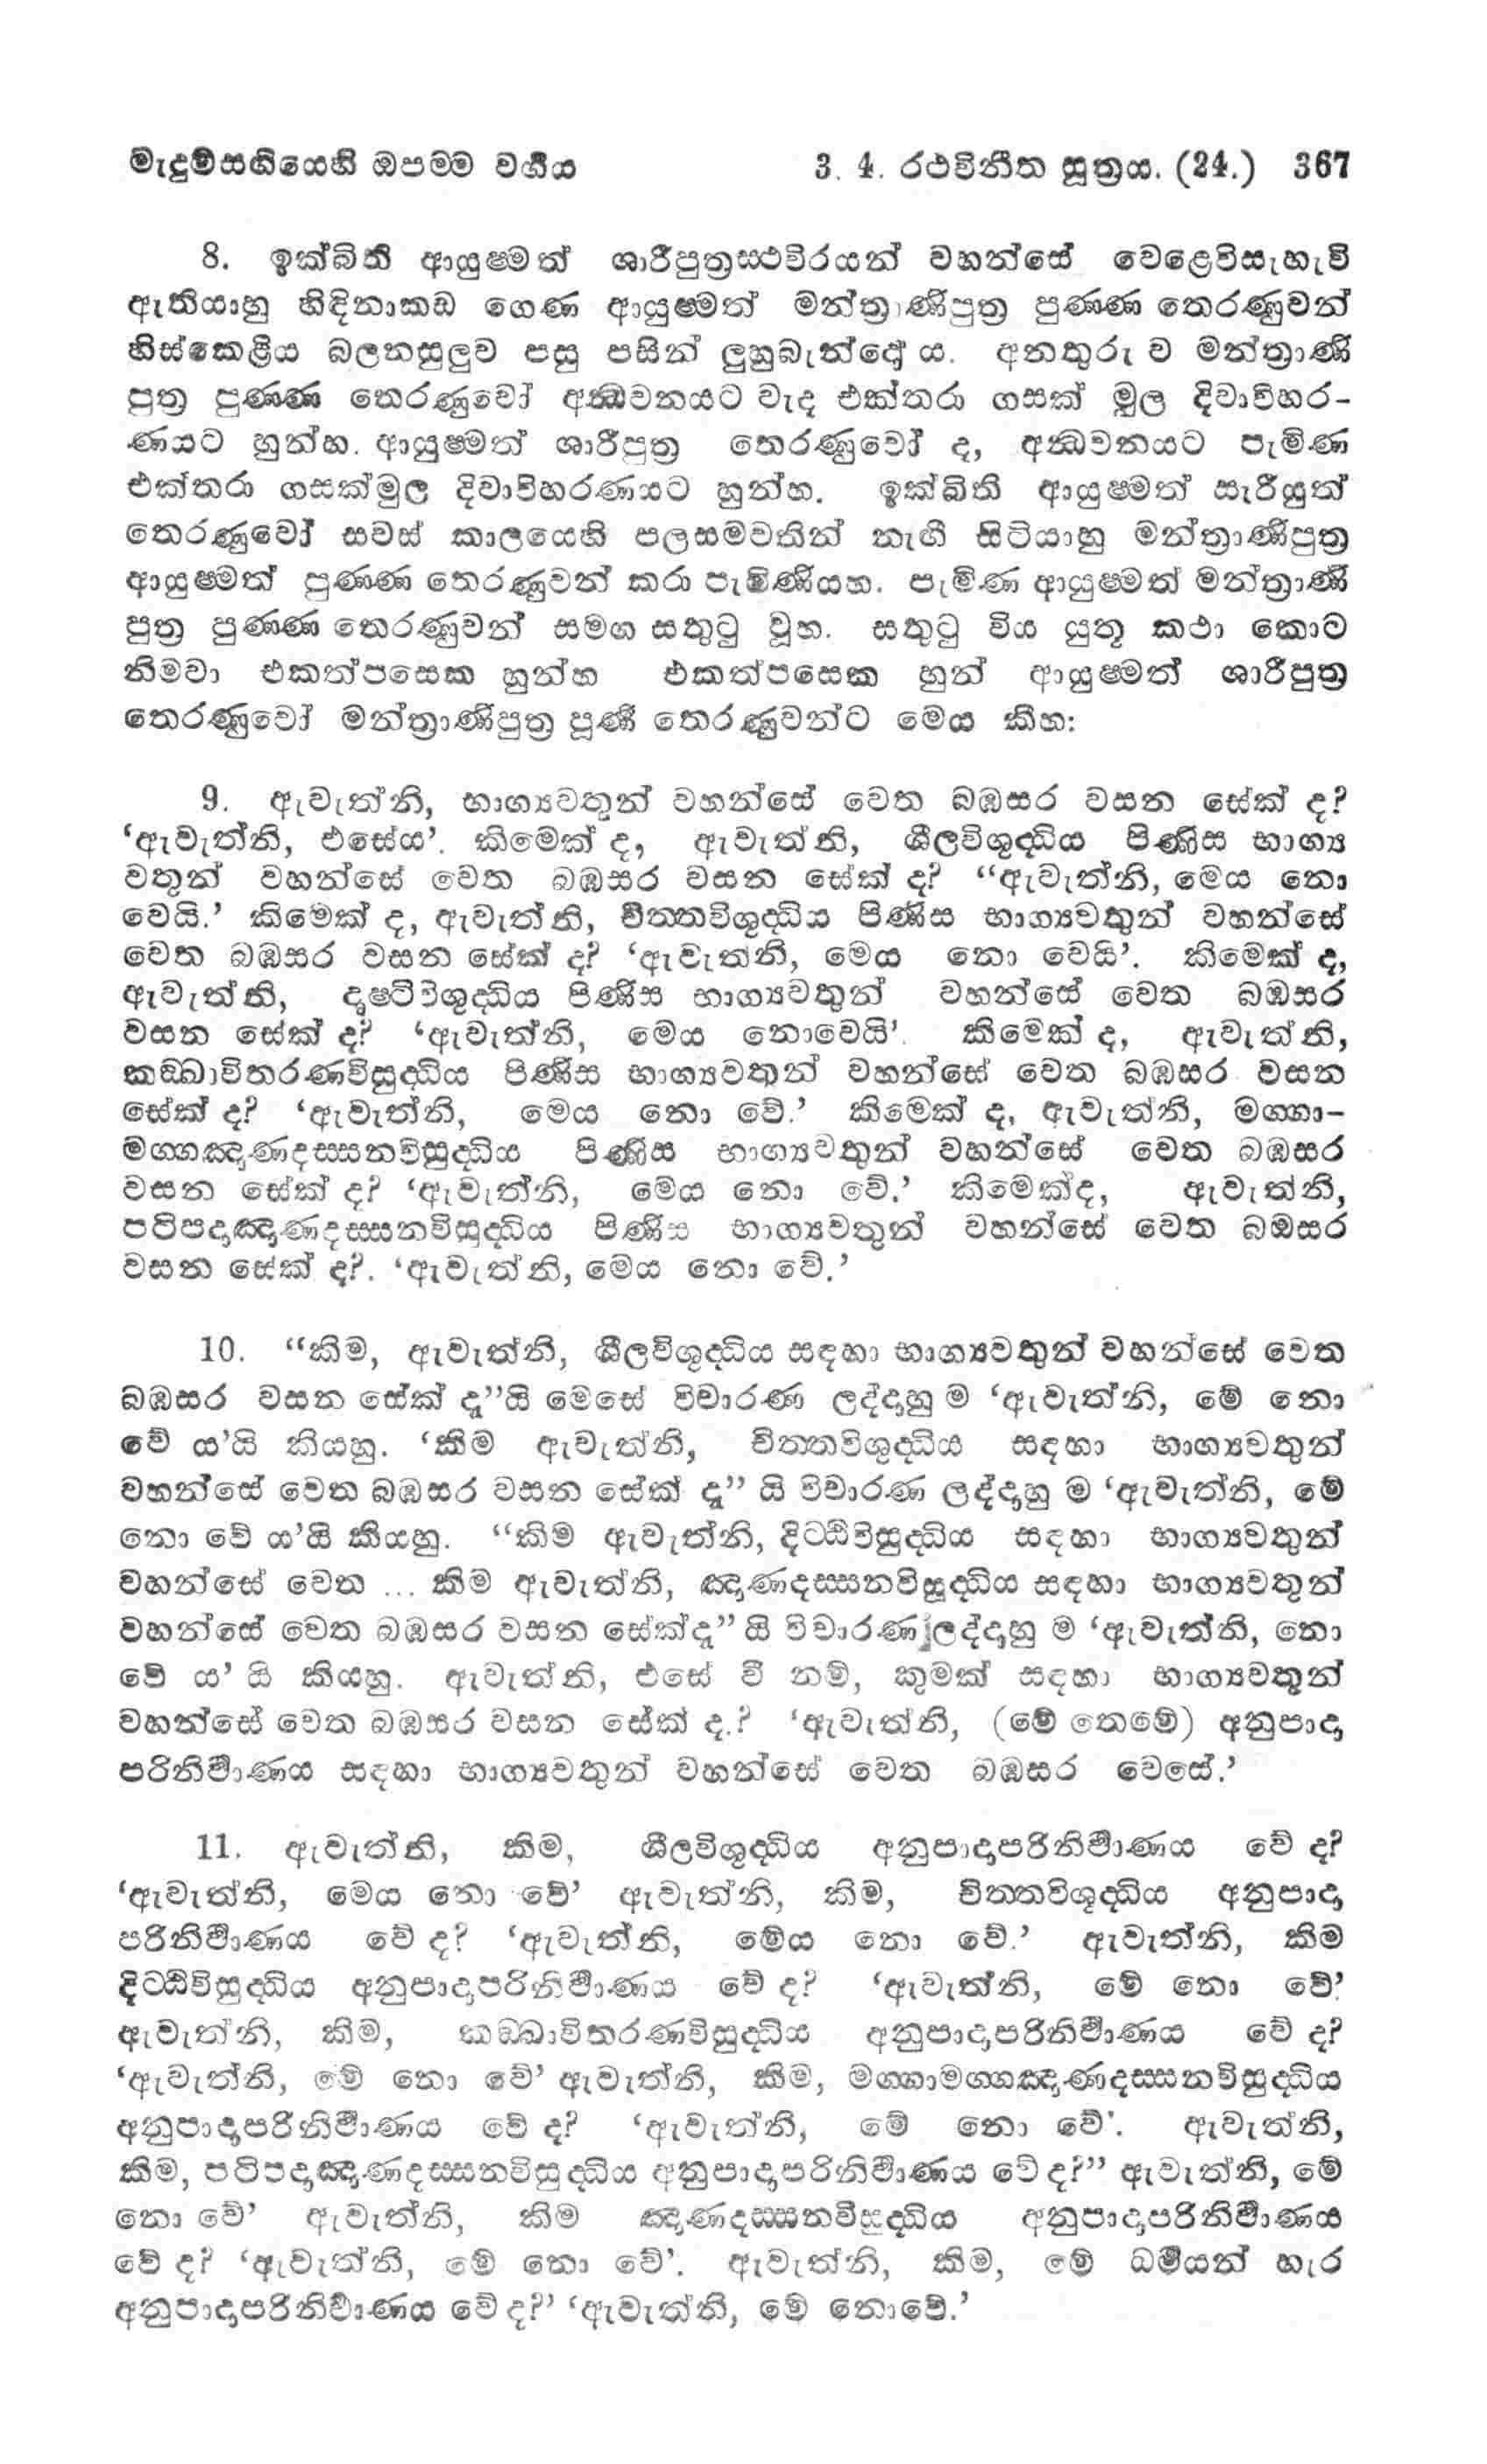 මැදුම්සඟියෙහි ඔපම්ම වර්ගය 3. 4. රථවිනීත සූත්‍රය. (24.) 367
8. ඉක්බිති ආයුෂ්මත් ශාරීපුත්‍රස්ථවිරයන් වහන්සේ වෙළෙවිසැහැවි
ඇතියාහු හිඳිනාකඩ ගෙණ ආයුෂ්මත් මන්ත්‍රාණිපුත්‍ර පුණ්ණ තෙරණුවන්
හිස්කෙළිය බලනසුලුව පසු පසින් ලුහුබැන්දෝ ය. අනතුරු ව මන්ත්‍රාණි
පුත්‍ර පුණ්ණ තෙරණුවෝ අන්ධවනයට වැද එක්තරා ගසක් මුල දිවාවිහර-
ණයට හුන්හ. ආයුෂ්මත් ශාරීපුත්‍ර තෙරණුවෝ ද, අන්ධවනයට පැමිණ
එක්තරා ගසක්මුල දිවාවිහරණයට හුන්හ. ඉක්බිති ආයුෂ්මත් සැරියුත්
තෙරණුවෝ සවස් කාලයෙහි පලසමවතින් නැඟී සිටියාහු මන්ත්‍රාණිපුත්‍ර
ආයුෂ්මත් පුණ්ණ තෙරණුවන් කරා පැමිණියහ. පැමිණ ආයුෂ්මත් මන්ත්‍රාණි
පුත්‍ර පුණ්ණ තෙරණුවන් සමග සතුටු වූහ. සතුටු විය යුතූ කථා කොට
නිමවා එකත්පසෙක හුන්හ එකත්පසෙක හුන් ආයුෂ්මත් ශාරීපුත්‍ර
තෙරණුවෝ මන්ත්‍රාණිපුත්‍ර පූර්ණ තෙරණුවන්ට මෙය කීහ:
9. ඇවැත්නි, භාග්‍යවතුන් වහන්සේ වෙත බඹසර වසන සේක් ද?
‘ඇවැත්නි, එසේය’. කිමෙක් ද, ඇවැත්නි, ශීලවිශුද්ධිය පිණිස භාග්‍ය
වතුන් වහන්සේ වෙත බඹසර වසන සේක් ද? “ඇවැත්නි, මෙය නො
වෙයි.’ කිමෙක් ද, ඇවැත්නි, චිත්තවිශුද්ධිය පිණිස භාග්‍යවතුන් වහන්සේ
වෙත බඹසර වසන සේක් ද? ‘ඇවැත්නි, මෙය නො වෙයි’. කිමෙක් ද,
ඇවැත්නි, දෘෂ්ටිවිශුද්ධිය පිණිස භාග්‍යවතුන් වහන්සේ වෙත බඹසර
වසන සේක් ද? ‘ඇවැත්නි, මෙය නොවෙයි’. කිමෙක් ද, ඇවැත්නි,
කඞ්ඛාවිතරණවිසුද්ධිය පිණිස භාග්‍යවතුන් වහන්සේ වෙත බඹසර වසන
සේක් ද? ‘ඇවැත්නි, මෙය නො වේ.’ කිමෙක් ද, ඇවැත්නි, මග්ගා-
මග්ගඤාණදස්සනවිසුද්ධිය පිණිස භාග්‍යවතුන් වහන්සේ වෙත බඹසර
වසන සේක් ද? ‘ඇවැත්නි, මෙය නො වේ.’ කිමෙක්ද, ඇවැත්නි,
පටිපදාඤාණදස්සනවිසුද්ධිය පිණිස භාග්‍යවතුන් වහන්සේ වෙත බඹසර
වසන සේක් ද?. ‘ඇවැත්නි, මෙය නො වේ.’
10. “කිම, ඇවැත්නි, ශීලවිශුද්ධිය සඳහා භාග්‍යවතුන් වහන්සේ වෙත
බඹසර වසන සේක් දූ”යි මෙසේ විචාරණ ලද්දාහු ම ‘ඇවැත්නි, මේ නො
වේ ය’යි කියහු. ‘කිම ඇවැත්නි, චිත්තවිශුද්ධිය සඳහා භාග්‍යවතුන්
වහන්සේ වෙත බඹසර වසන සේක් දූ” යි විචාරණ ලද්දාහු ම ‘ඇවැත්නි, මේ
නො වේ ය’යි කියහු. “කිම ඇවැත්නි, දිට්ඨිවිසුද්ධිය සඳහා භාග්‍යවතුන්
වහන්සේ වෙත ... කිම ඇවැත්නි, ඤාණදස්සනවිසුද්ධිය සඳහා භාග්‍යවතුන්
වහන්සේ වෙත බඹසර වසන සේක්දූ” යි විචාරණ ලද්දාහු ම ‘ඇවැත්නි, නො
වේ ය’ යි කියහු. ඇවැත්නි, එසේ වී නම්, කුමක් සඳහා භාග්‍යවතුන්
වහන්සේ වෙත බඹසර වසන සේක් ද.? ‘ඇවැත්නි, (මේ තෙමේ) අනුපාදා
පරිනිර්වාණය සඳහා භාග්‍යවතුන් වහන්සේ වෙත බඹසර වෙසේ.’
11. ඇවැත්නි, කිම, ශීලවිශුද්ධිය අනුපාදාපරිනිර්වාණය වේ ද?
‘ඇවැත්නි, මෙය නො වේ’ ඇවැත්නි, කිම, චිත්තවිශුද්ධිය අනුපාදා
පරිනිර්වාණය වේ ද? ‘ඇවැත්නි, මේය නො වේ.’ ඇවැත්නි, කිම
දිට්ඨිවිසුද්ධිය අනුපාදාපරිනිර්වාණය වේ ද? ‘ඇවැත්නි, මේ නො වේ’
ඇවැත්නි, කිම, කඞ්ඛාවිතරණවිසුද්ධිය අනුපාදාපරිනිර්වාණය වේ ද?
‘ඇවැත්නි, මේ නො වේ’ ඇවැත්නි, කිම, මග්ගාමග්ගඤාණදස්සනවිසුද්ධිය
අනුපාදාපරිනිර්වාණය වේ ද? ‘ඇවැත්නි, මේ නො වේ’. ඇවැත්නි,
කිම, පටිපදාඤාණදස්සනවිසුද්ධිය අනුපාදාපරිනිර්වාණය වේ ද?” ඇවැත්නි, මේ
නො වේ’ ඇවැත්නි, කිම ඤාණදස්සනවිසුද්ධිය අනුපාදාපරිනිර්වාණය
වේ ද? ‘ඇවැත්නි, මේ නො වේ’. ඇවැත්නි, කිම, මේ ධර්මයන් හැර
අනුපාදාපරිනිර්වාණය වේ ද?’ ‘ඇවැත්නි, මේ නොවේ.’